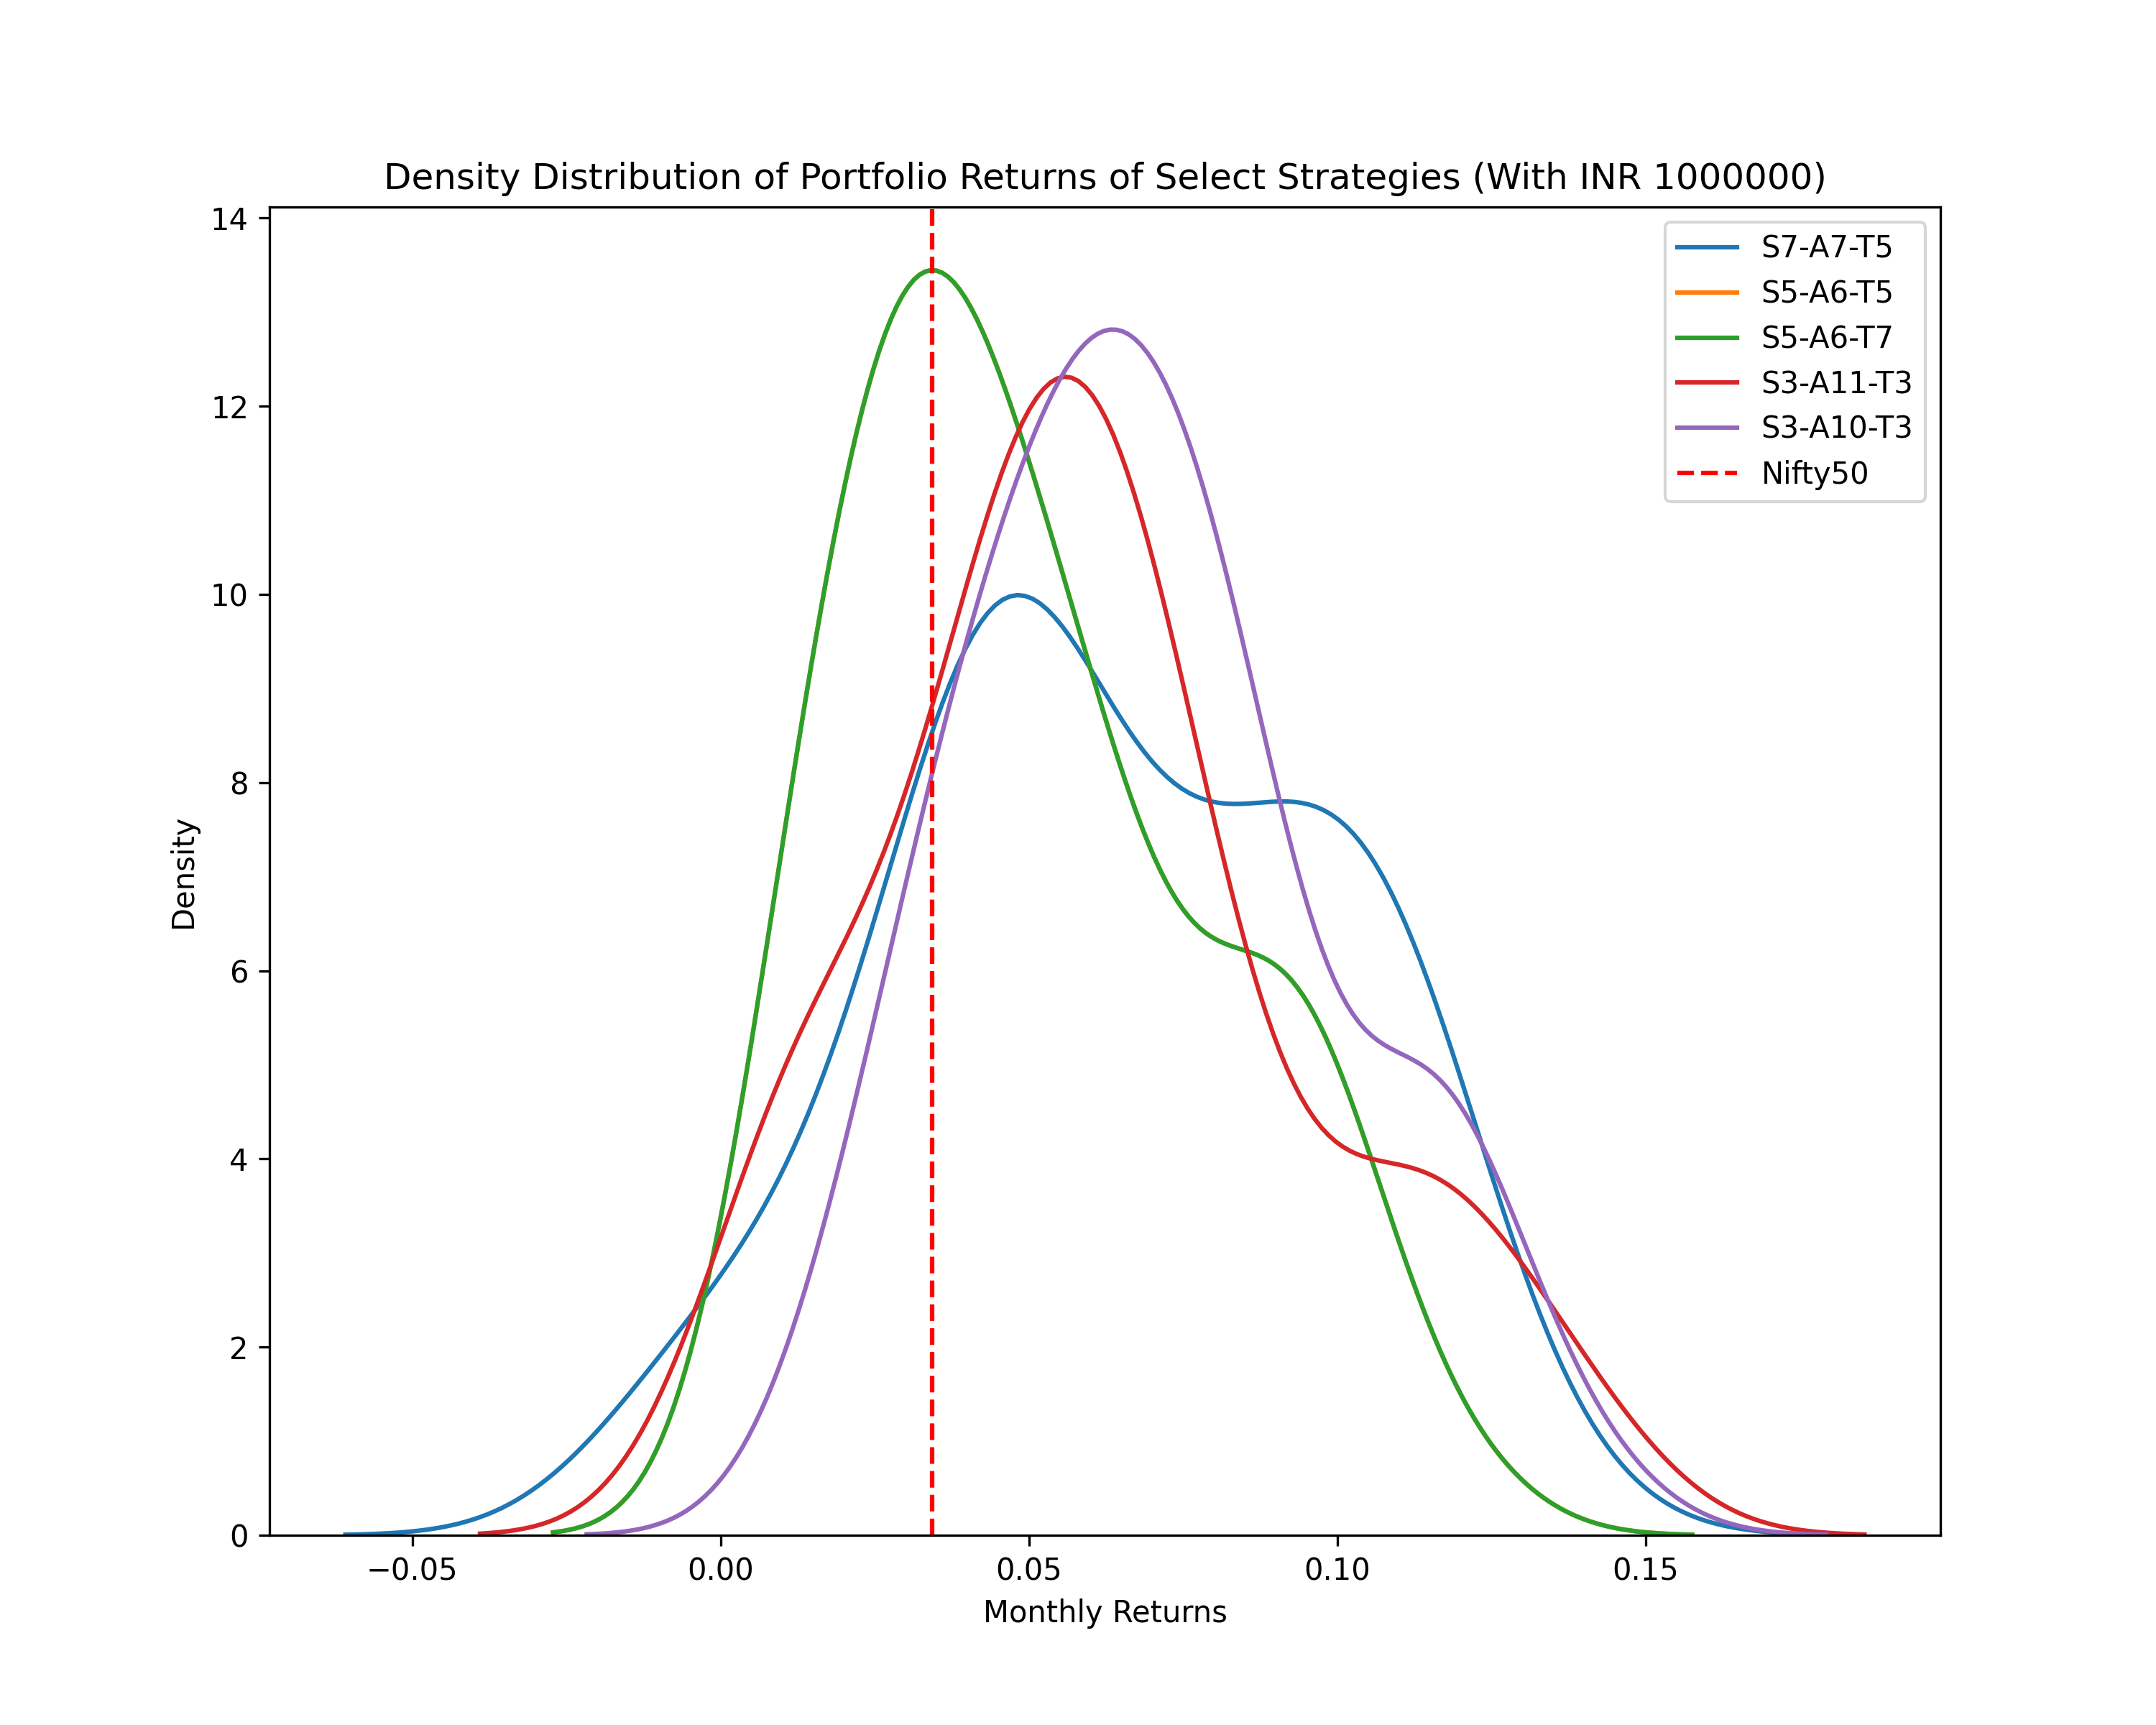 Density Distribution of Portfolio Returns of Select Strategies (With INR 1000000)
14
12
10
8
6
4
2
0
Density
S7-A7-T5
S5-A6-T5
S5-A6-T7
S3-A11-T3
S3-A10-T3
Nifty50
−0.05 0.00 0.05 0.10 0.15
Monthly Returns